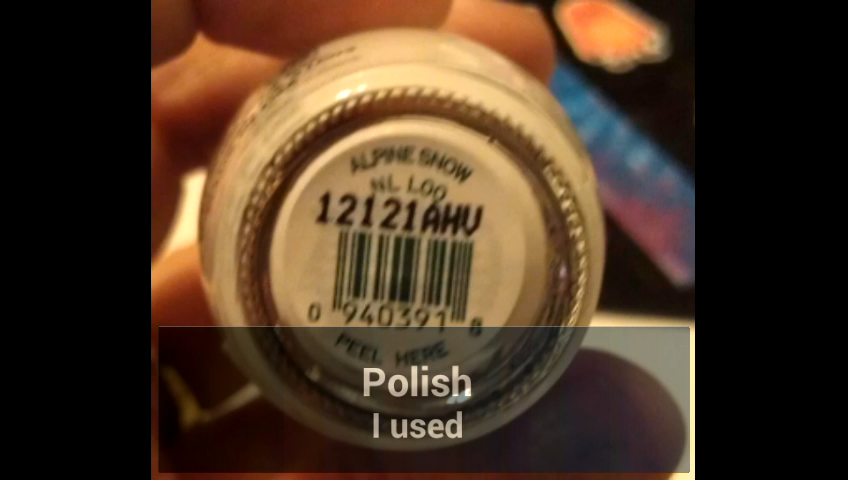 ALPINE SNOW
NL L00
12121AHV
0 940391 8
PEEL HERE
Polish
I used